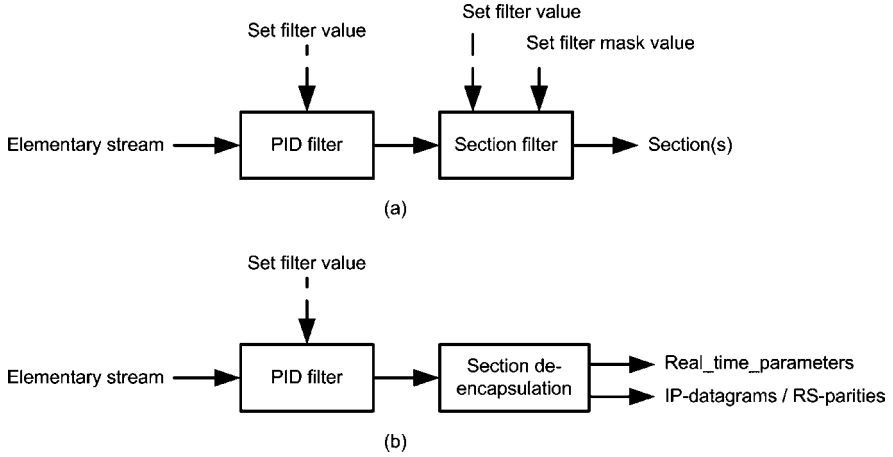 Set filter value
Set filter value
Set filter mask value
Elementary stream
PID filter
Section filter
Section(s)
(a)
Set filter value
Elementary stream
PID filter
Section de-
encapsulation
Real_time_parameters
IP-datagrams / RS-parities
(b)